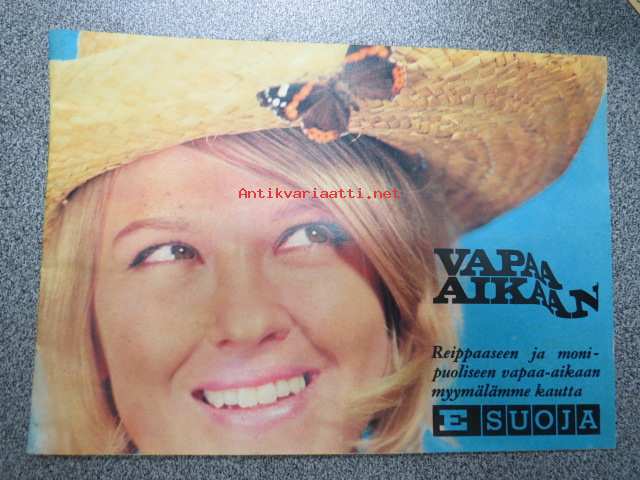 Antikvariaatti.net
VAPAA
AIKAAN
Reippaaseen ja moni-
puoliseen vapaa-aikaan
myymälämme kautta
E SUOJA